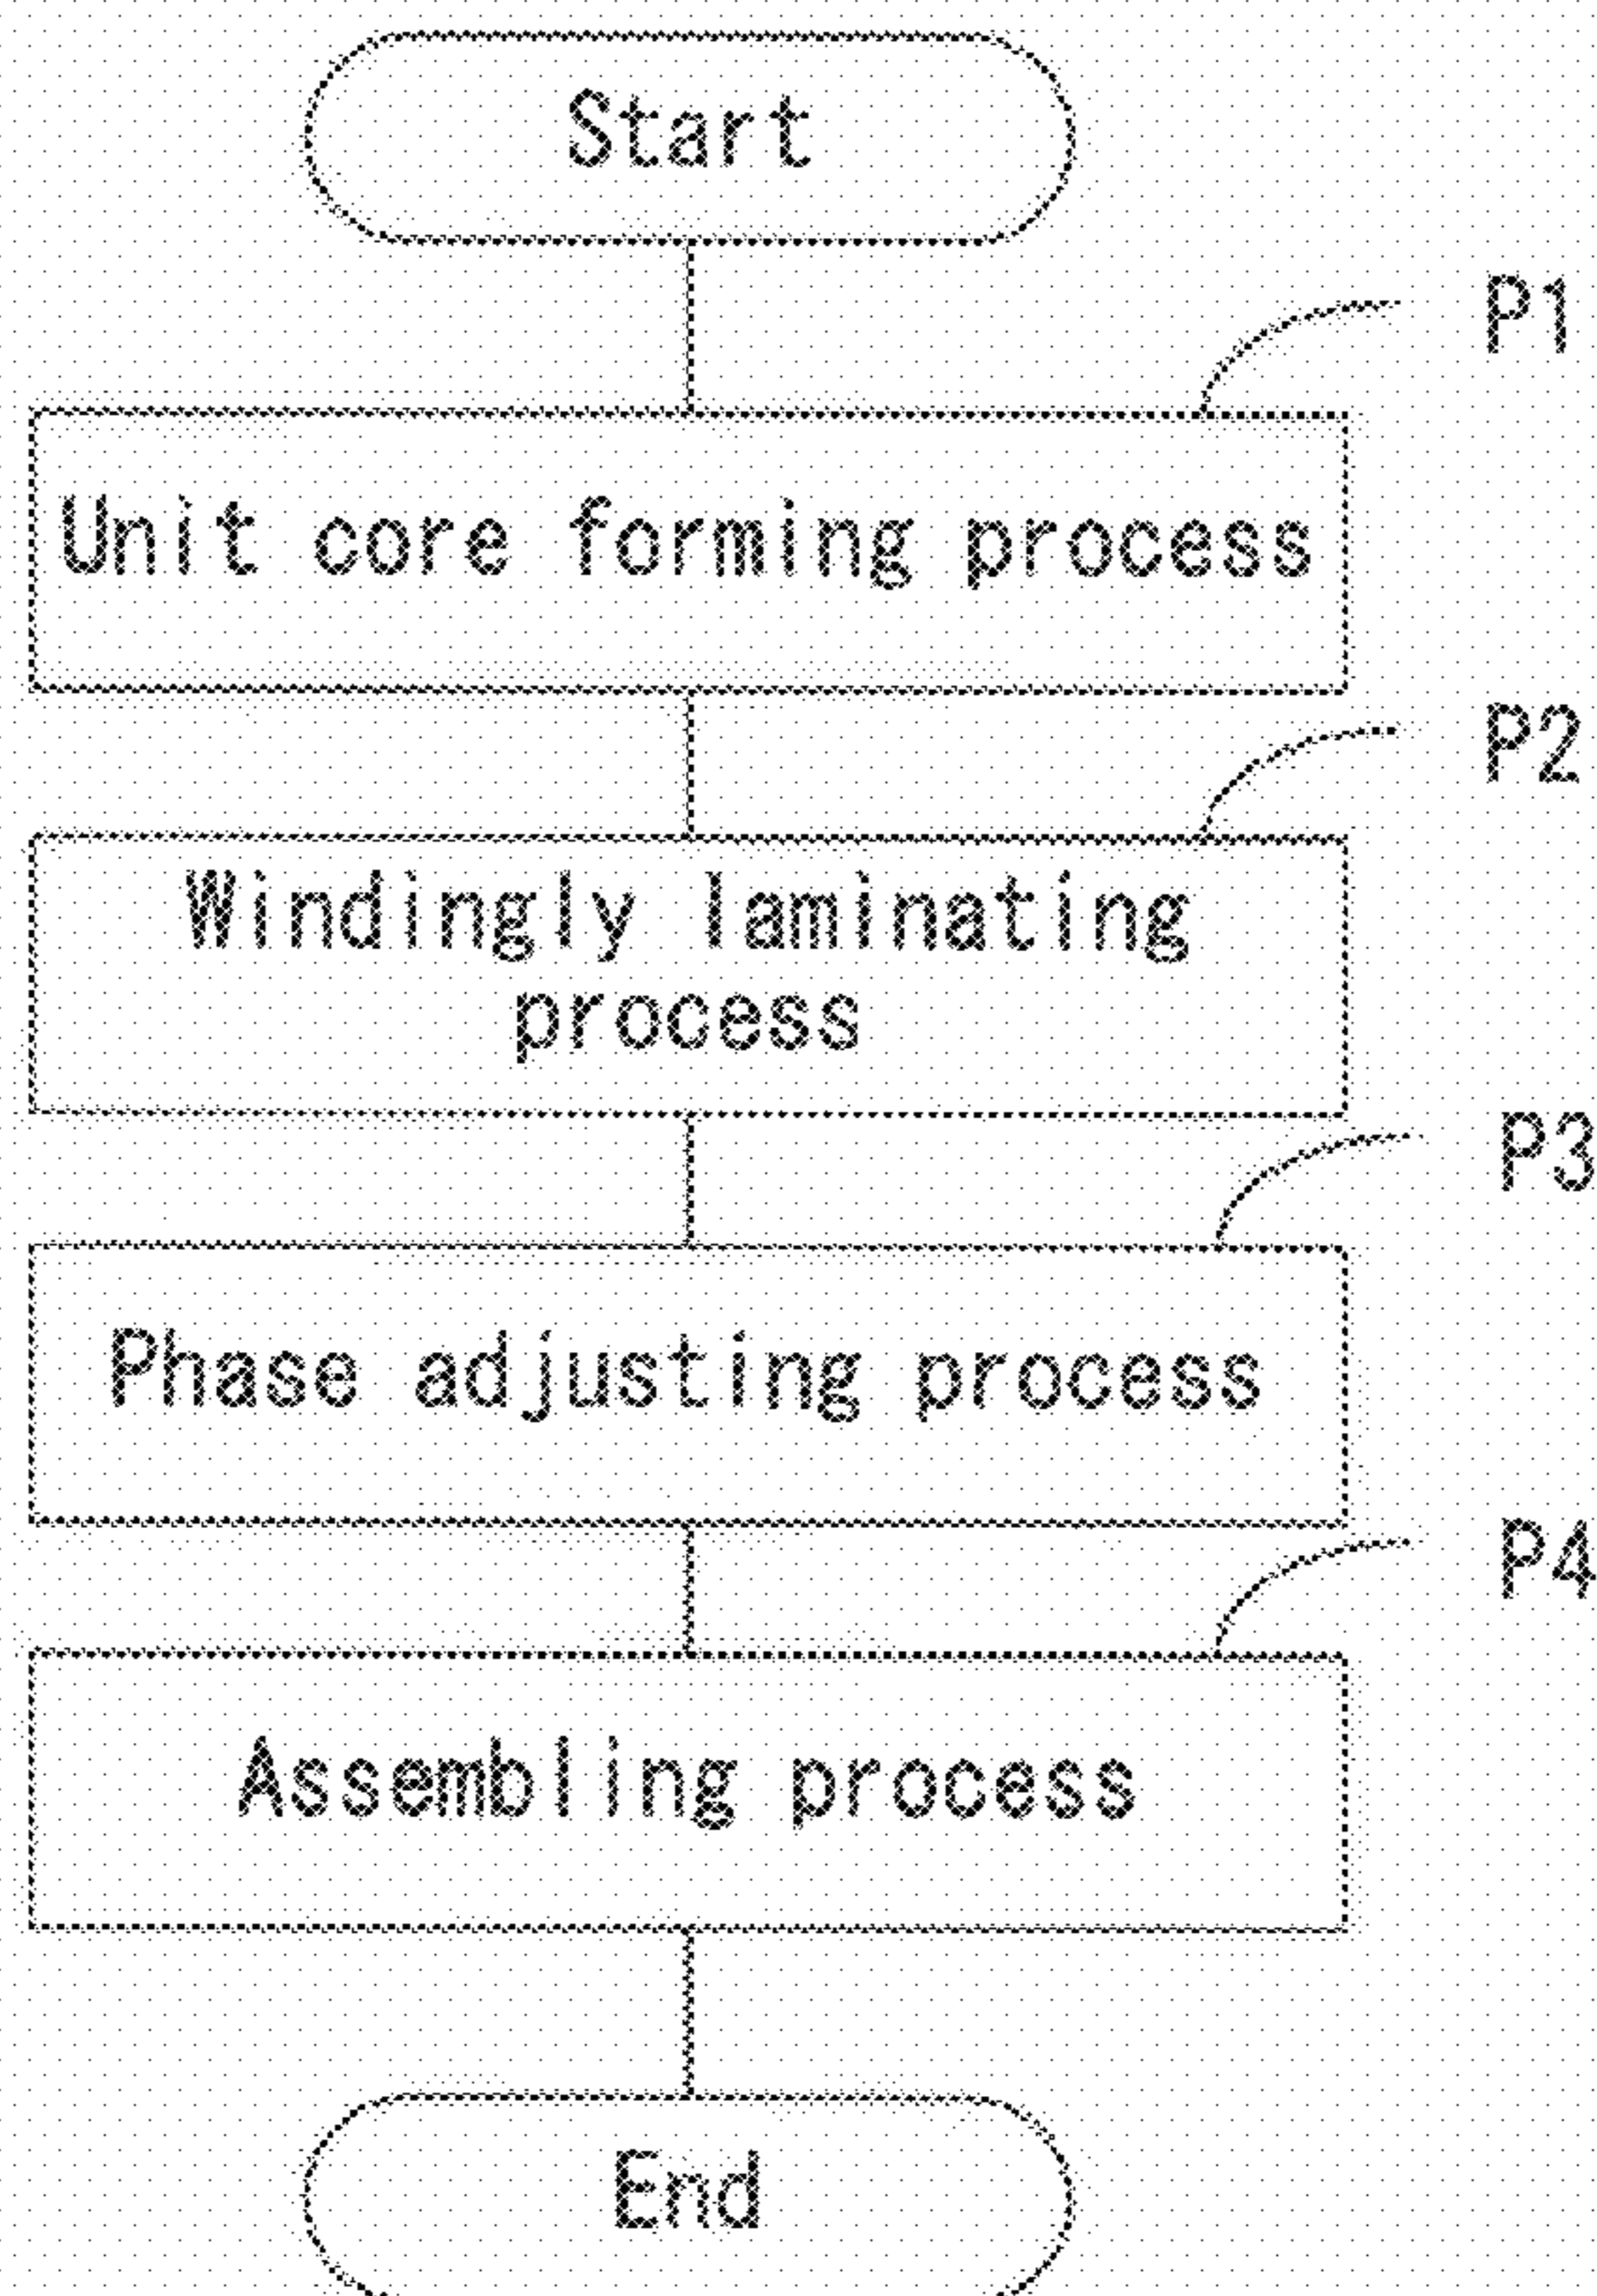 Start
P1
Unit core forming process
P2
Windingly laminating
process
P3
Phase adjusting process
P4
Assembling process
End